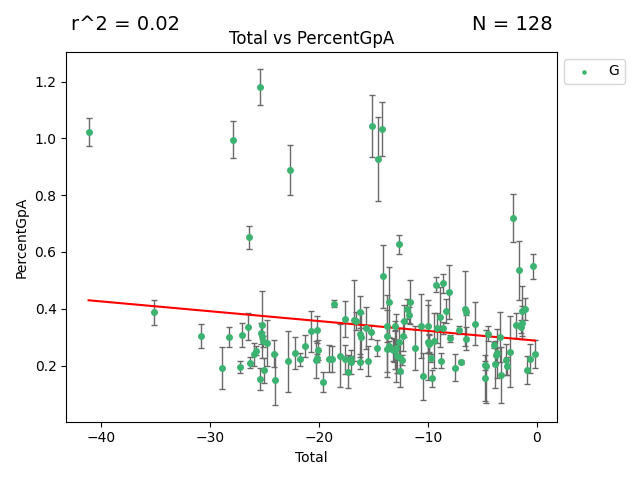 r^2 = 0.02
N = 128
Total vs PercentGpA
G
PercentGpA
1.2
1.0
0.8
0.6
0.4
0.2
−40
−30
−20
−10
0
Total